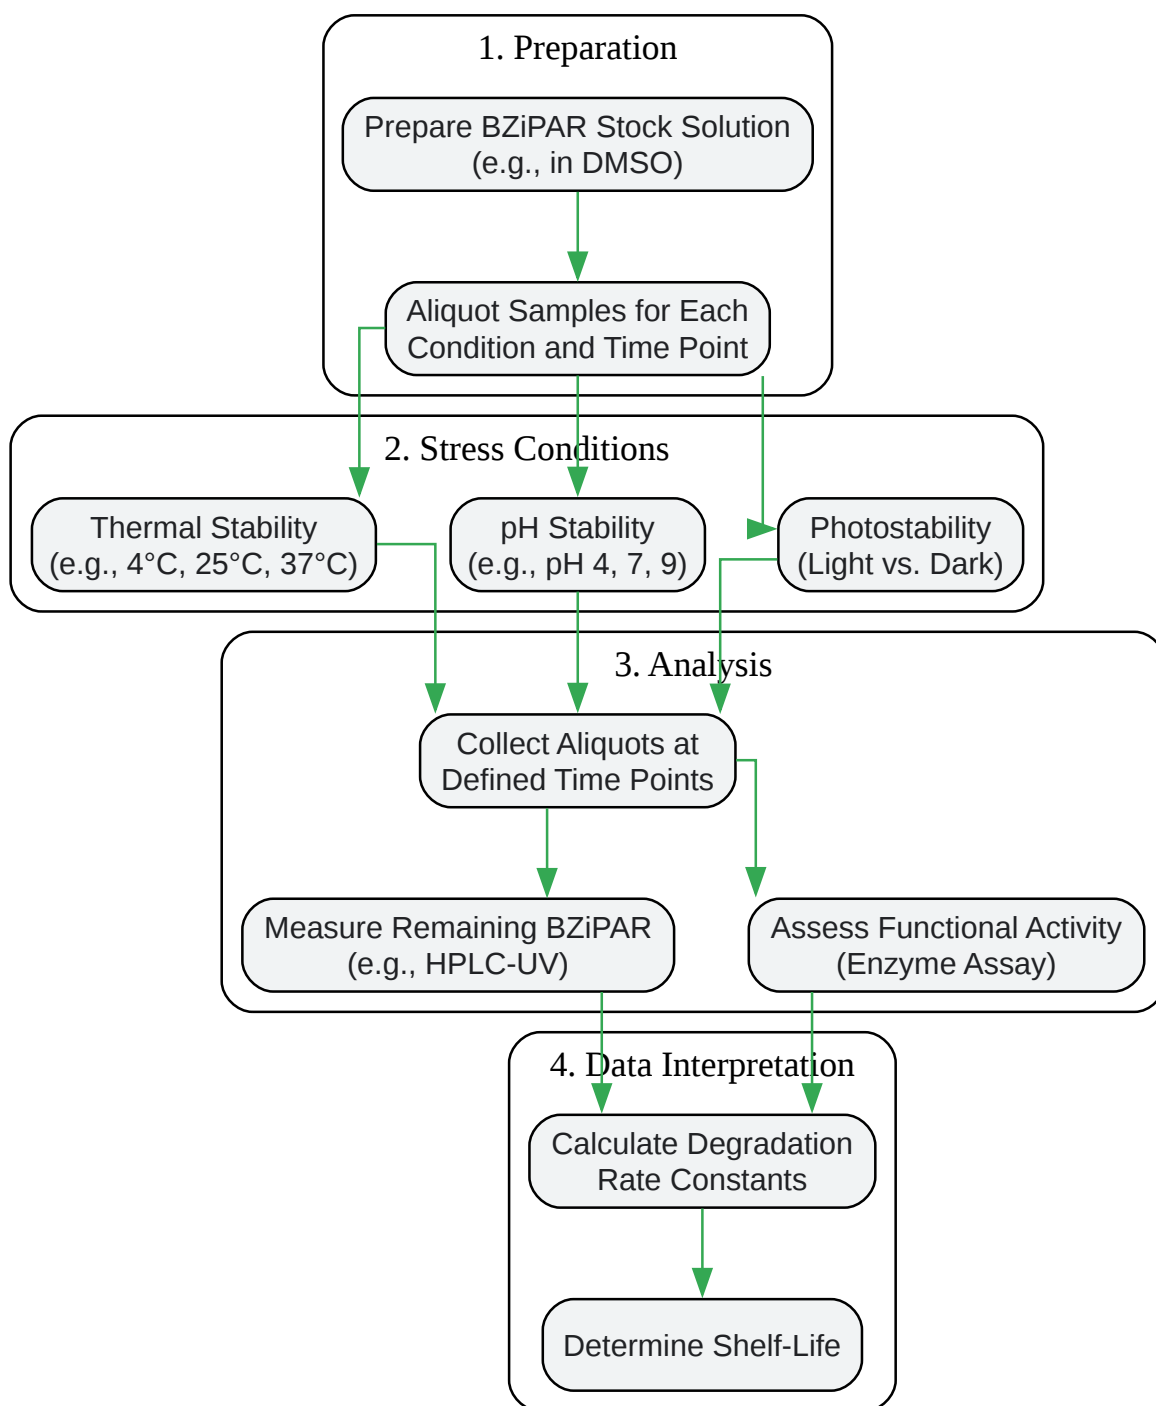 1. Preparation
Prepare BZiPAR Stock Solution
(e.g., in DMSO)
Aliquot Samples for Each
Condition and Time Point
2. Stress Conditions
Thermal Stability
(e.g., 4°C, 25°C, 37°C)
pH Stability
(e.g., pH 4, 7, 9)
Photostability
(Light vs. Dark)
3. Analysis
Collect Aliquots at
Defined Time Points
Measure Remaining BZiPAR
(e.g., HPLC-UV)
Assess Functional Activity
(Enzyme Assay)
4. Data Interpretation
Calculate Degradation
Rate Constants
Determine Shelf-Life